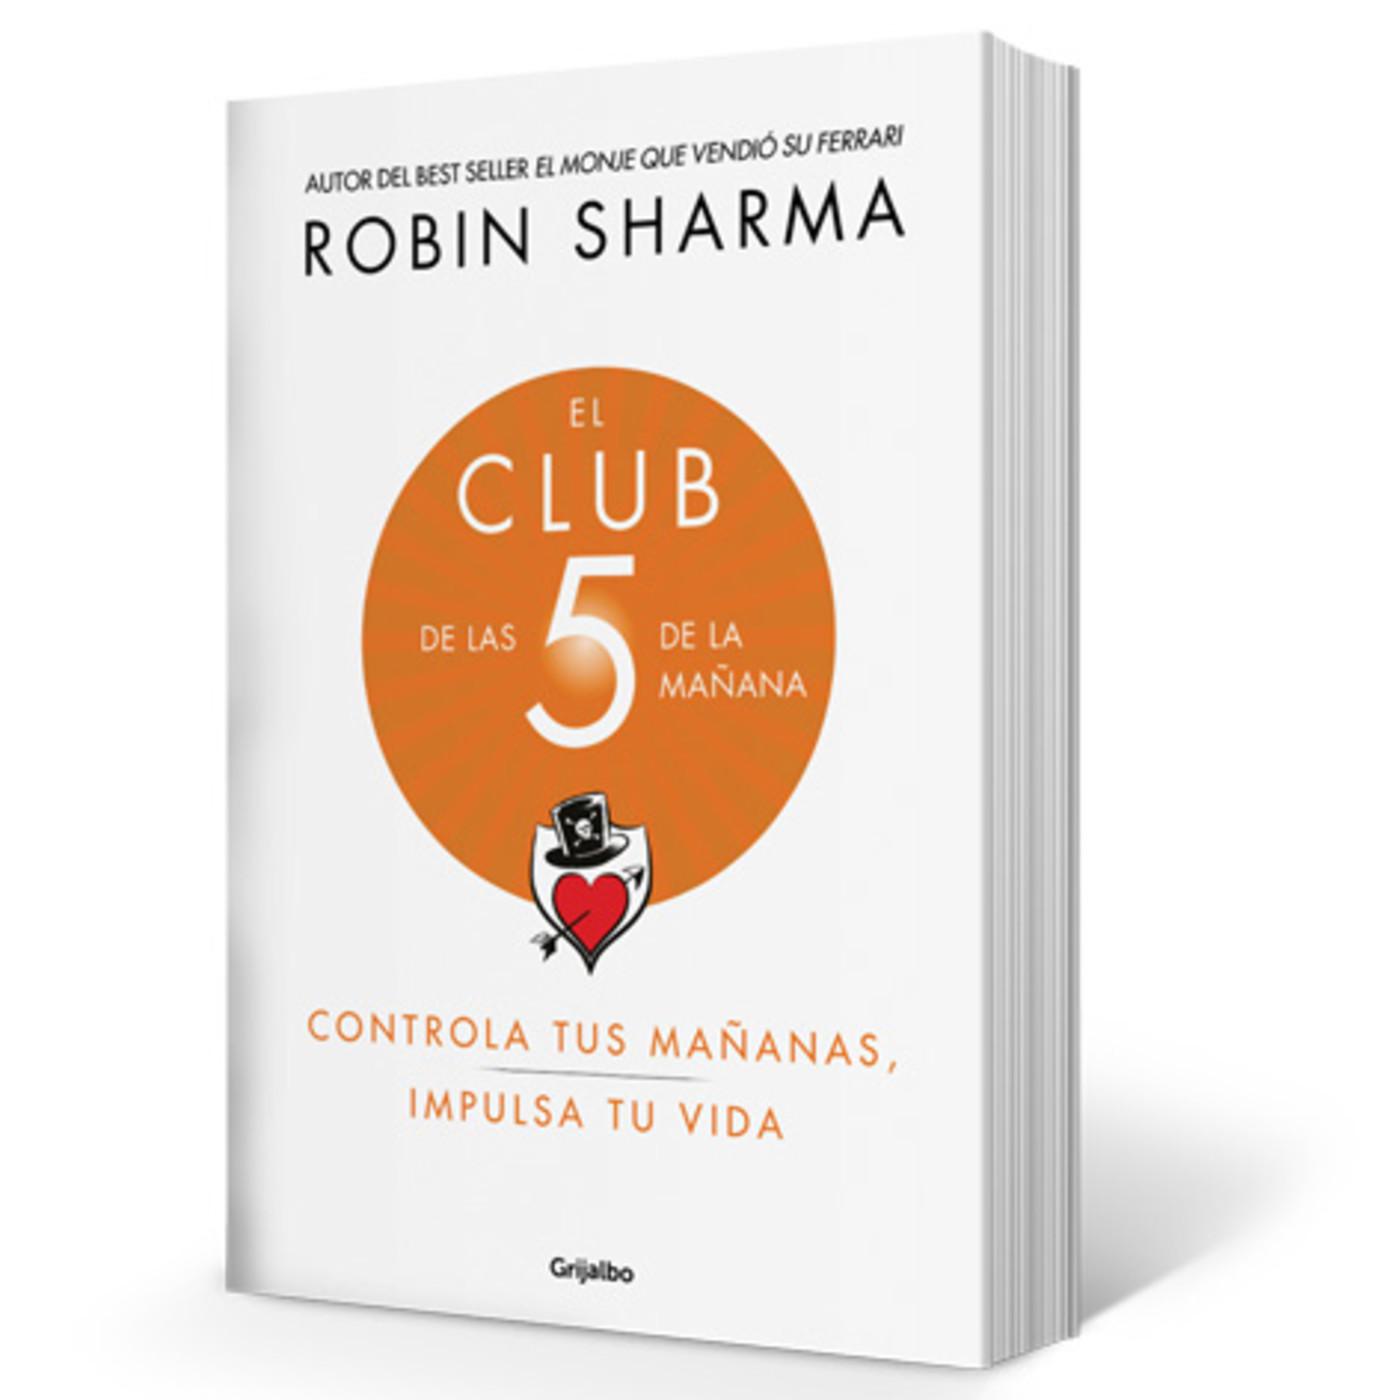 AUTOR DEL BEST SELLER EL MONJE QUE VENDIÓ SU FERRARI
ROBIN SHARMA
EL
CLUB
DE LAS 5 DE LA
MAÑANA
CONTROLA TUS MAÑANAS,
IMPULSA TU VIDA
Grijalbo